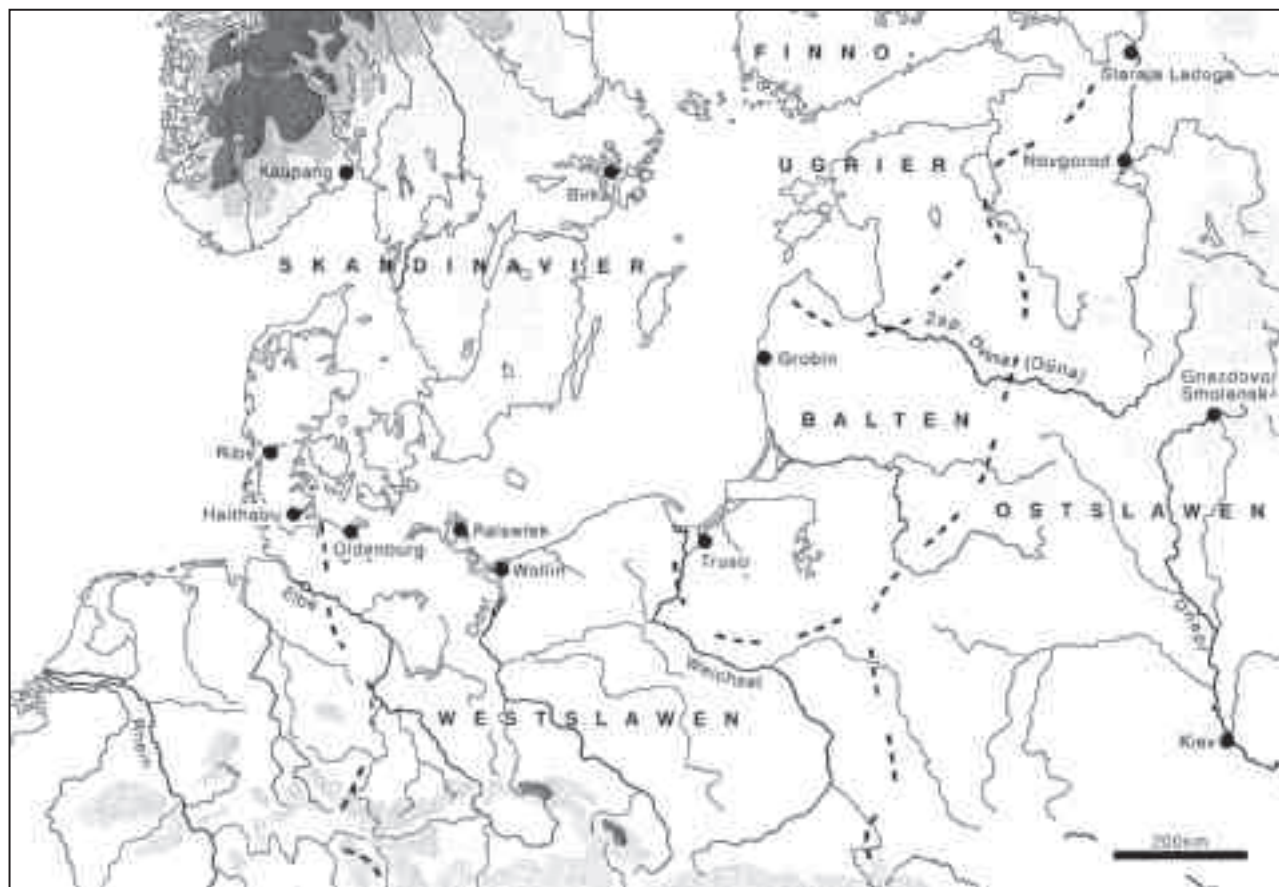 FINNO
Staraja Ladoga
Kaupang
Birka
UGRIER
Novgorod
SKANDINAVIER
Zap. Dvina (Düna)
Grobin
Gnezdovo/
Smolensk
BALTEN
Ribe
OSTSLAWEN
Haithabu
Oldenburg
Ralswiek
Truso
Wollin
Elbe
Oder
Dnepr
Weichsel
WESTSLAWEN
Rhein
Kiev
200km